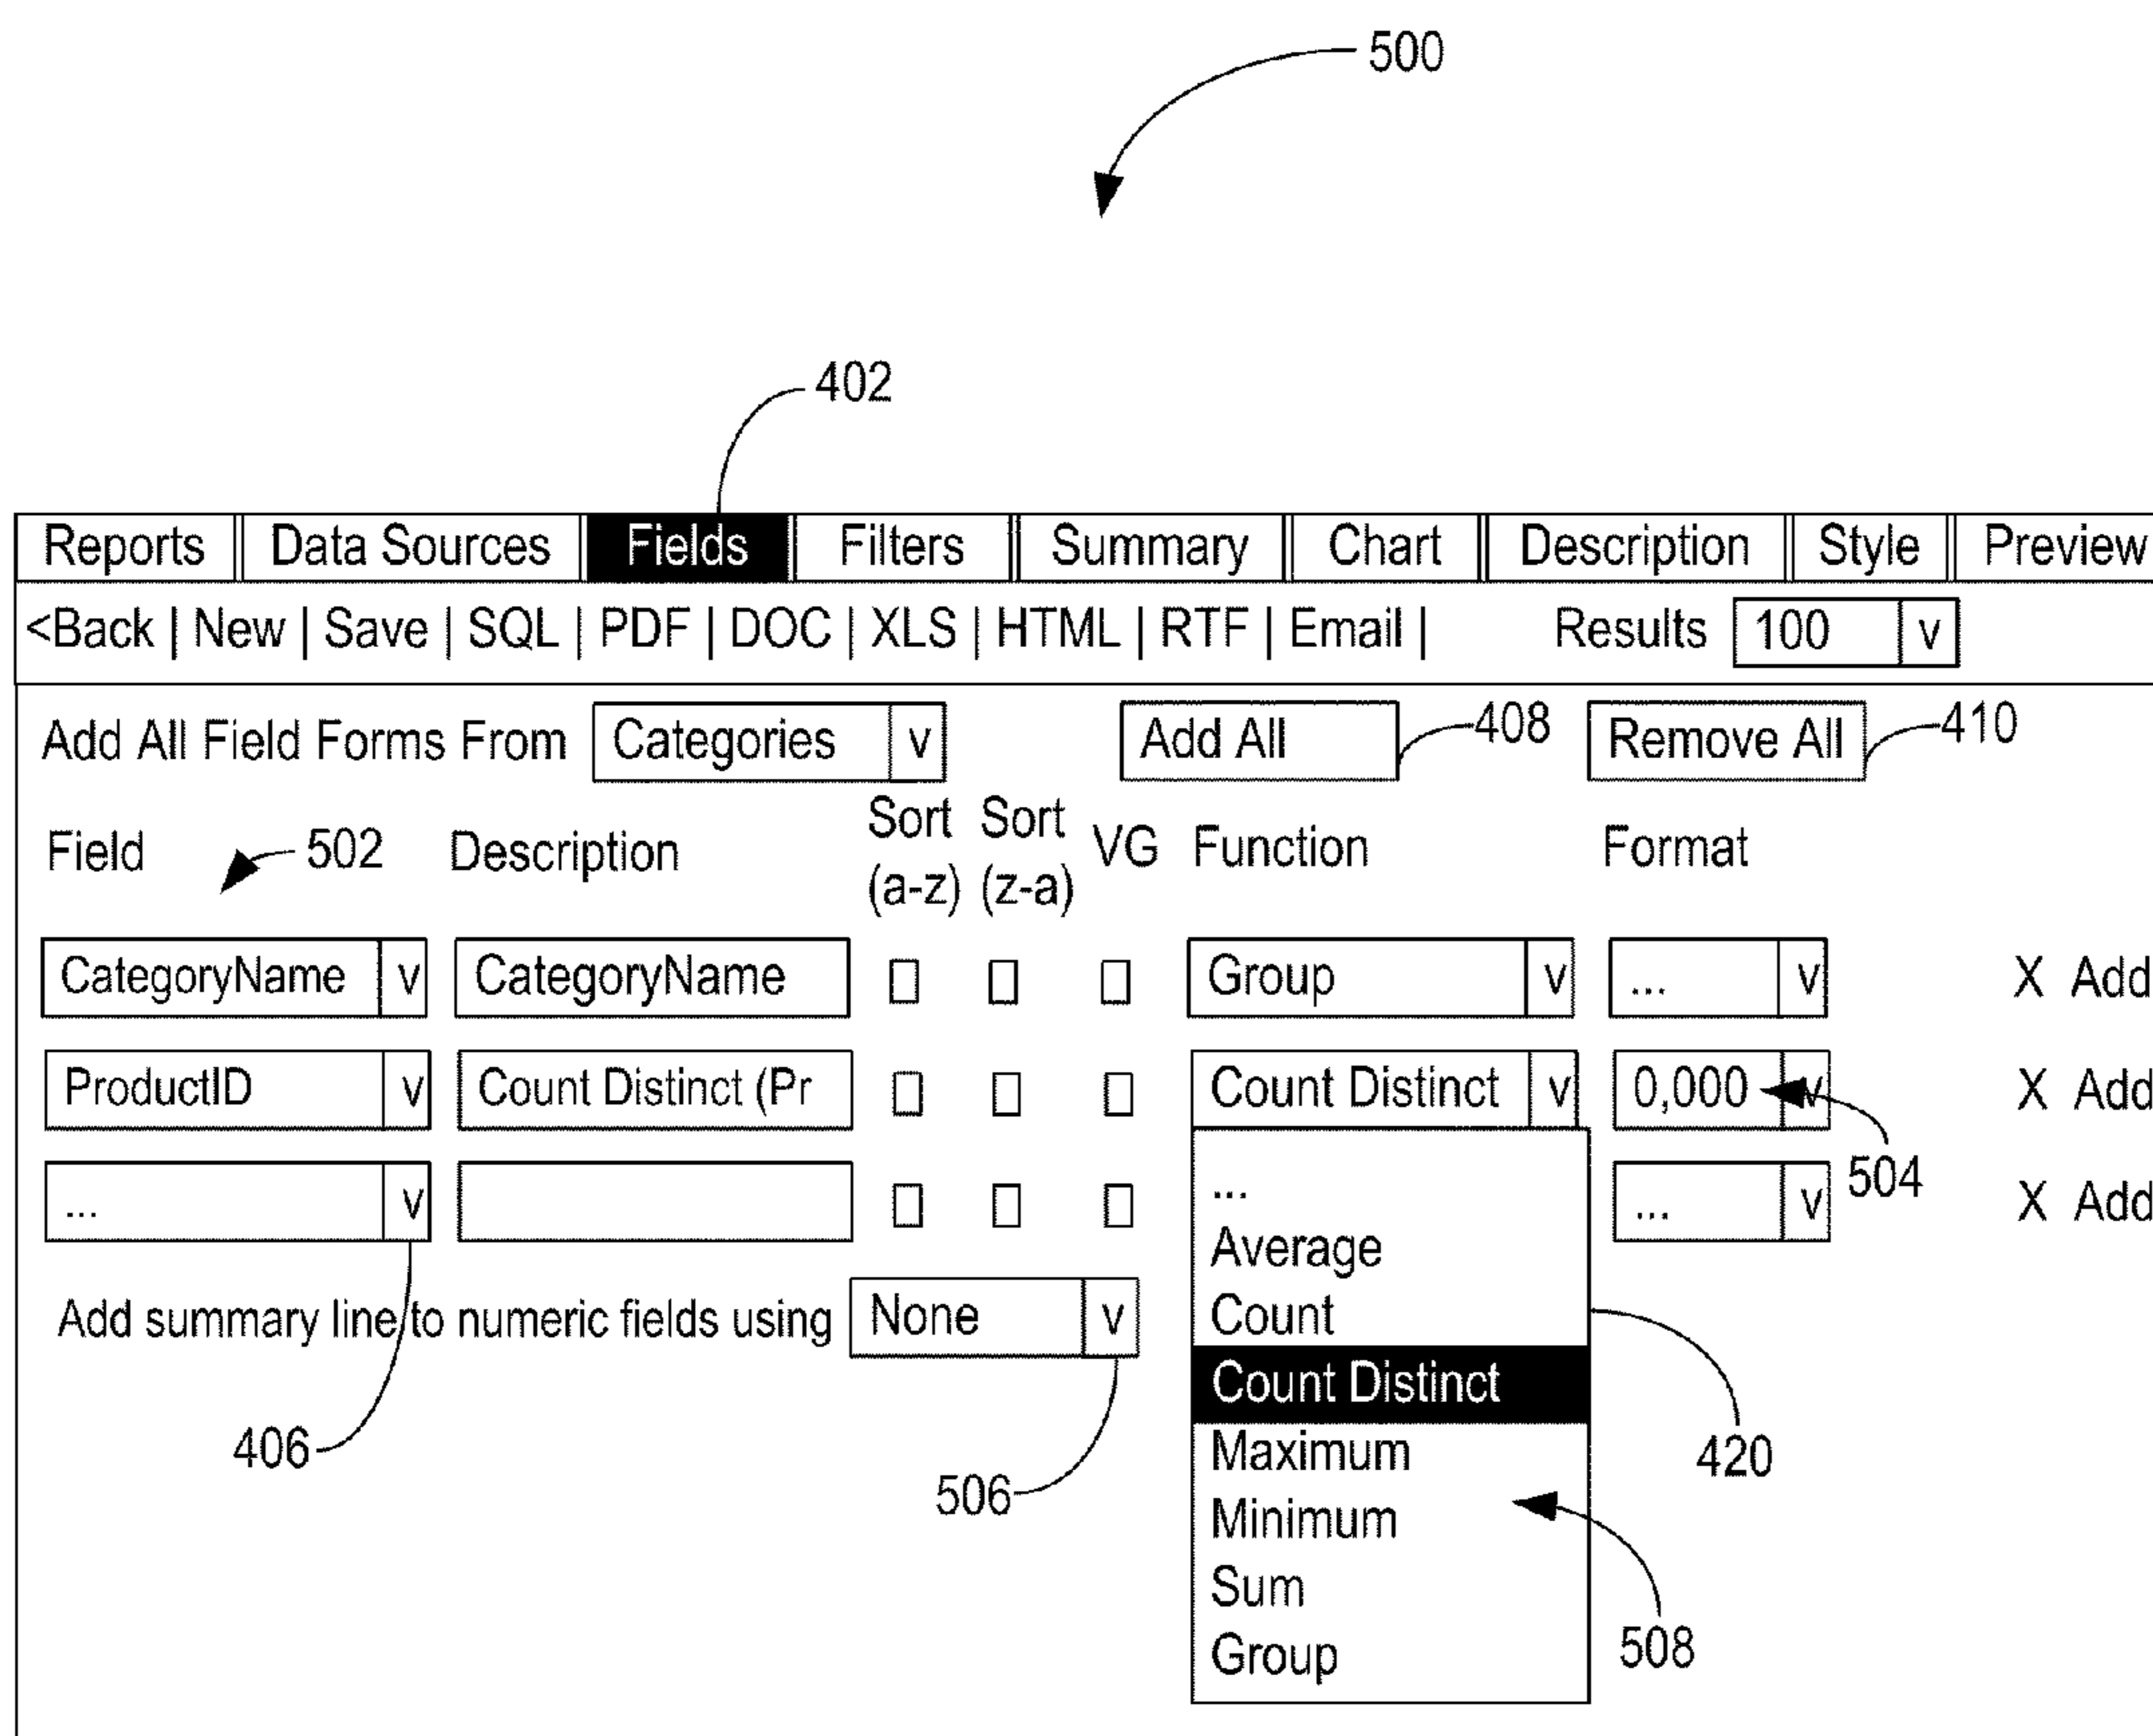 500
402
Reports Data Sources Fields Filters Summary Chart Description Style Preview
<Back | New | Save | SQL | PDF | DOC | XLS | HTML | RTF | Email | Results 100 v
Add All Field Forms From Categories v Add All 408 Remove All 410
Field 502 Description Sort (a-z) Sort (z-a) VG Function Format
CategoryName v CategoryName Group v ... v X Add
ProductID v Count Distinct (Pr Count Distinct v 0,000 v X Add
504
... v ... ... v X Add
Average
Add summary line to numeric fields using None v Count
Count Distinct
406 Maximum 420
506 Minimum
Sum
Group 508